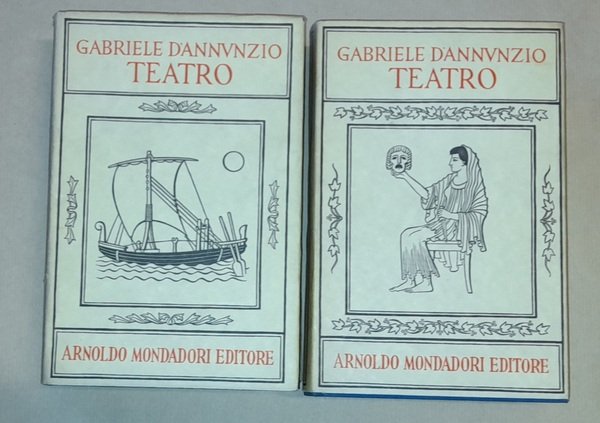 GABRIELE D'ANNVNZIO
TEATRO
ARNOLDO MONDADORI EDITORE
GABRIELE D'ANNVNZIO
TEATRO
ARNOLDO MONDADORI EDITORE